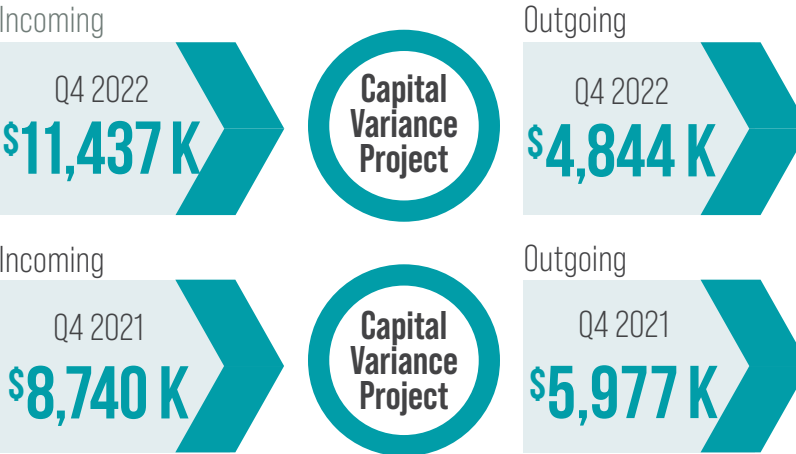 Incoming
Q4 2022
$11,437 K
Capital
Variance
Project
Outgoing
Q4 2022
$4,844 K
Incoming
Q4 2021
$8,740 K
Capital
Variance
Project
Outgoing
Q4 2021
$5,977 K